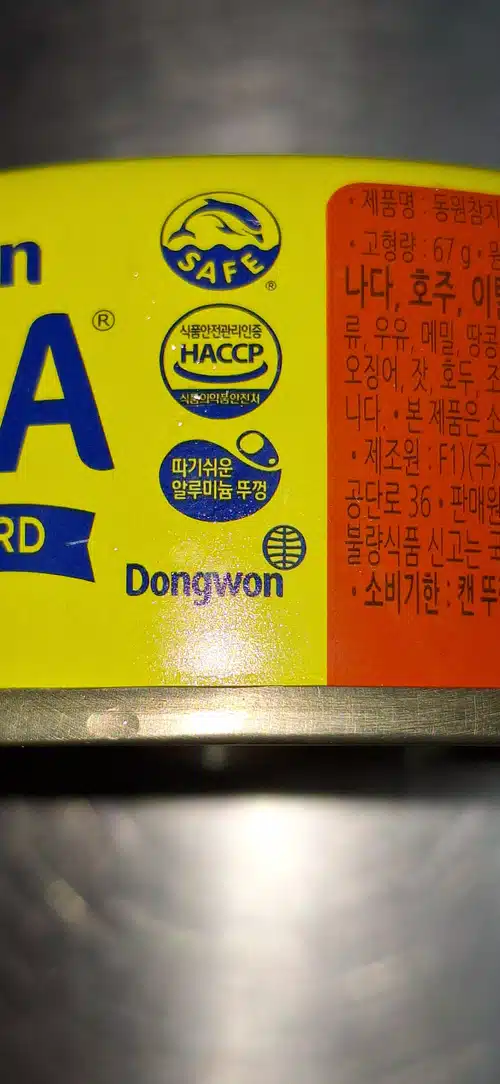 n
A®
RD
SAFE®
식품안전관리인증
HACCP
식품의약품안전처
따기쉬운
알루미늄 뚜껑
Dongwon
• 제품명 : 동원참치
• 고형량 : 67 g •
나다, 호주, 이
류, 우유, 메밀, 땅콩
오징어, 잣, 호두,
니다. • 본 제품은
• 제조원 : F1)(주)
공단로 36 • 판매원
불량식품 신고는
• 소비기한 : 캔